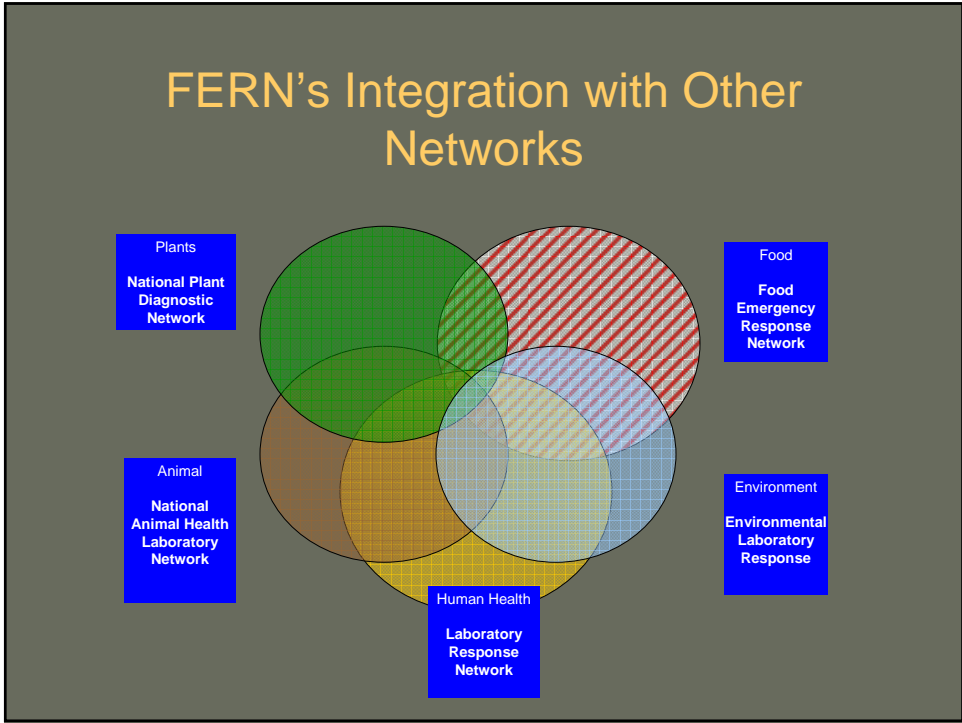 FERN's Integration with Other
Networks
Plants
National Plant
Diagnostic
Network
Food
Food
Emergency
Response
Network
Animal
National
Animal Health
Laboratory
Network
Environment
Environmental
Laboratory
Response
Human Health
Laboratory
Response
Network